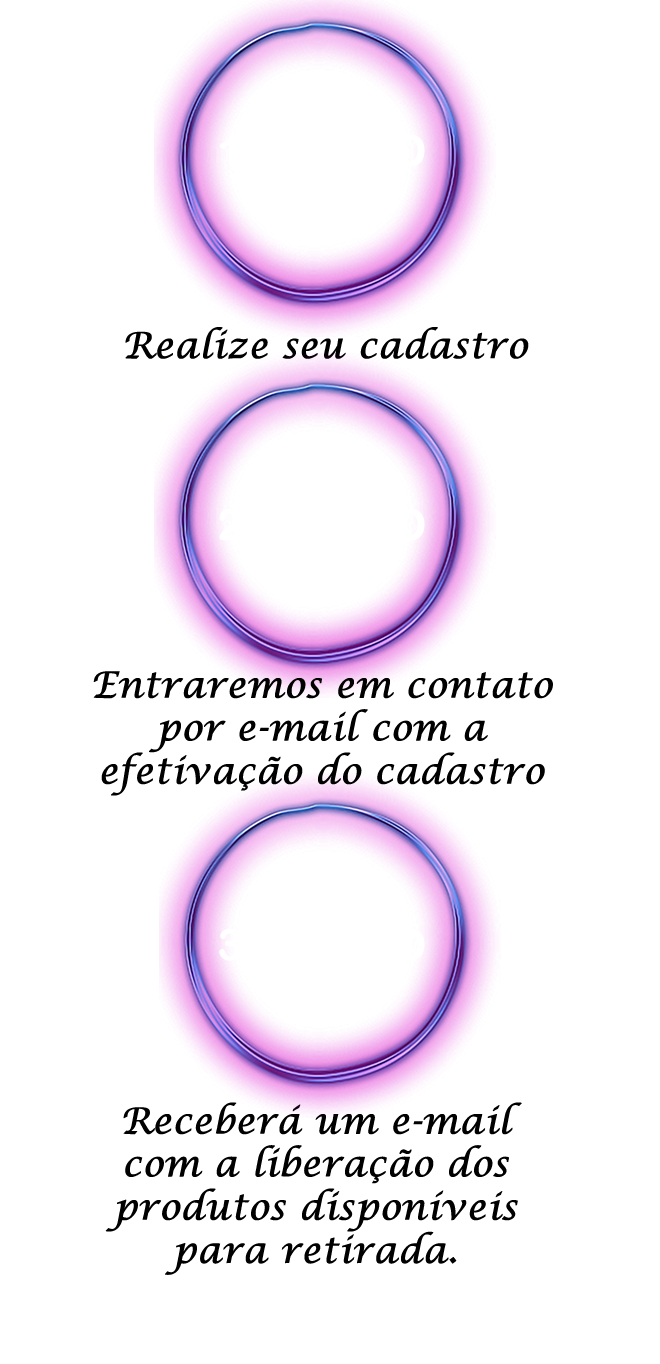 Realize seu cadastro
Entraremos em contato
por e-mail com a
efetivação do cadastro
Receberá um e-mail
com a liberação dos
produtos disponíveis
para retirada.